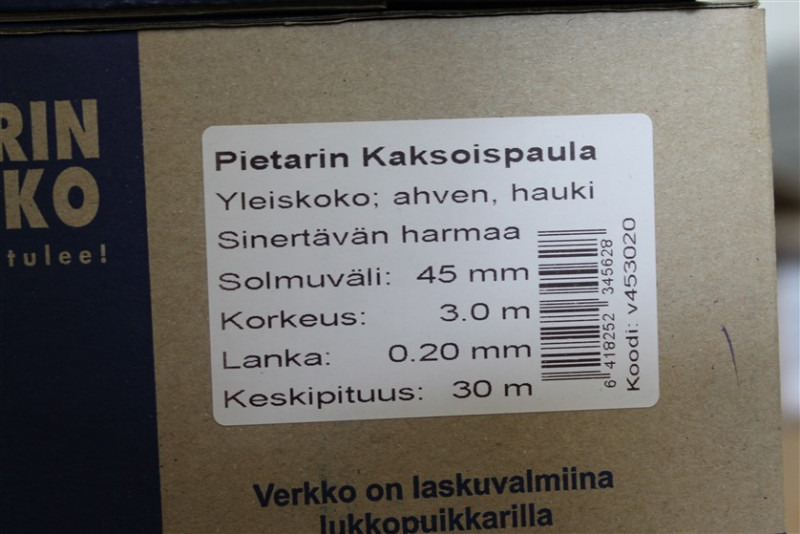 RIN
KO
tulee!
Pietarin Kaksoispaula
Yleiskoko; ahven, hauki
Sinertävän harmaa
Solmuväli: 45 mm
Korkeus: 3.0 m
Lanka: 0.20 mm
Keskipituus: 30 m
6 418252 345628
Koodi: v453020
Verkko on laskuvalmiina
lukkopuikkarilla